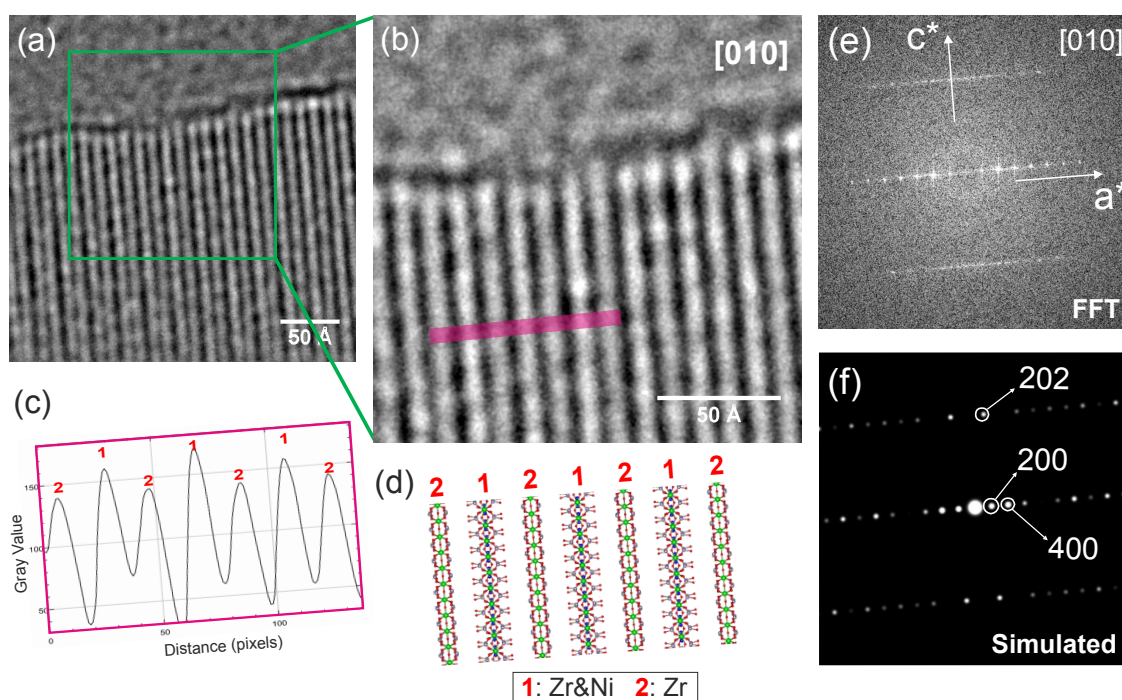 (a)
50 Å
(b)
[010]
50 Å
(c)
2
1
2
1
2
1
2
150
100
50
0
50
100
Gray Value
Distance (pixels)
(d)
2 1 2 1 2 1 2
1: Zr&Ni 2: Zr
(e)
c*
[010]
a*
FFT
(f)
202
200
400
Simulated